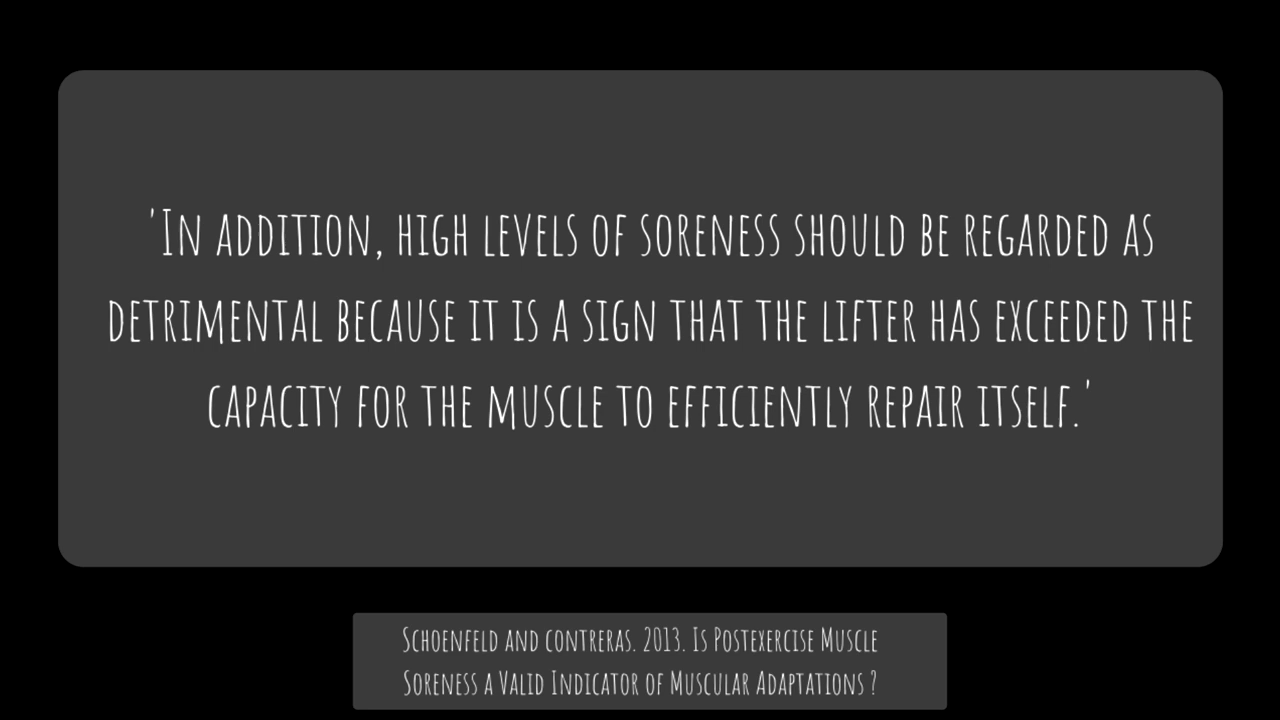 'In addition, high levels of soreness should be regarded as
detrimental because it is a sign that the lifter has exceeded the
capacity for the muscle to efficiently repair itself.'
Schoenfeld and contreras. 2013. Is Postexercise Muscle
Soreness a Valid Indicator of Muscular Adaptations ?